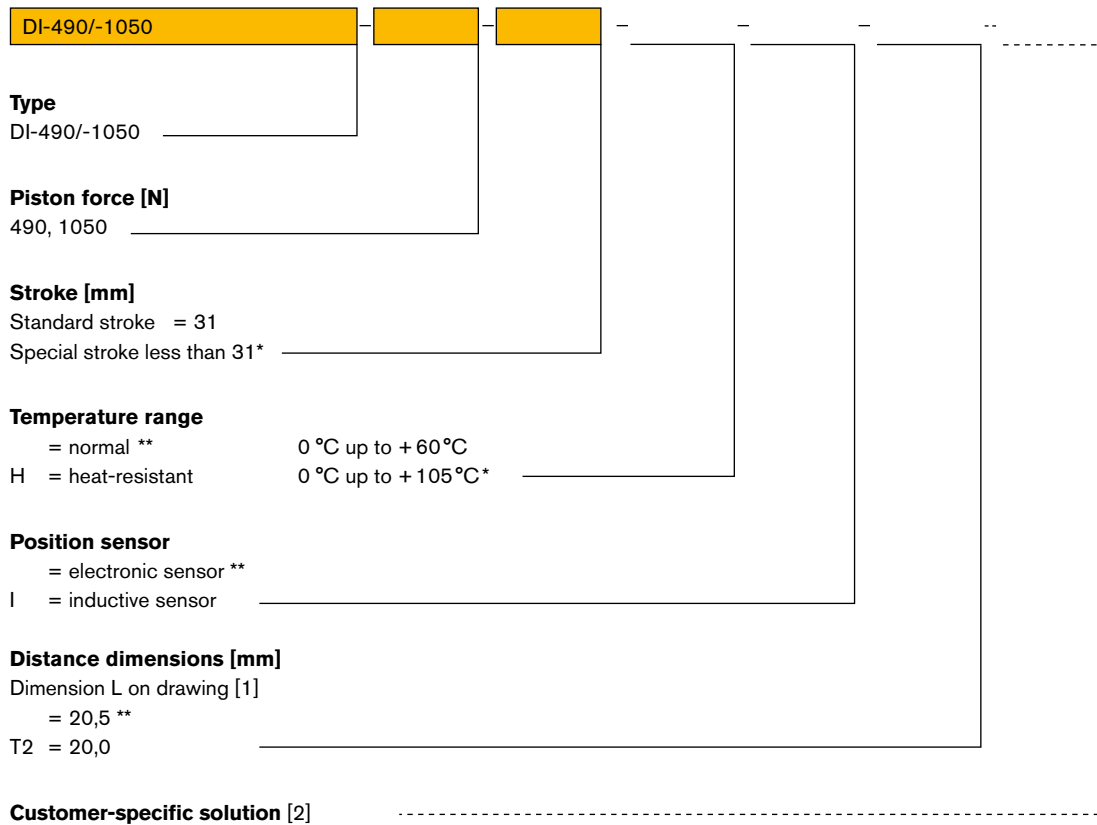 DI-490/-1050 – – – – – --
Type
DI-490/-1050
Piston force [N]
490, 1050
Stroke [mm]
Standard stroke = 31
Special stroke less than 31*
Temperature range
= normal ** 0 °C up to +60°C
H = heat-resistant 0 °C up to +105°C*
Position sensor
= electronic sensor **
I = inductive sensor
Distance dimensions [mm]
Dimension L on drawing [1]
= 20,5 **
T2 = 20,0
Customer-specific solution [2]